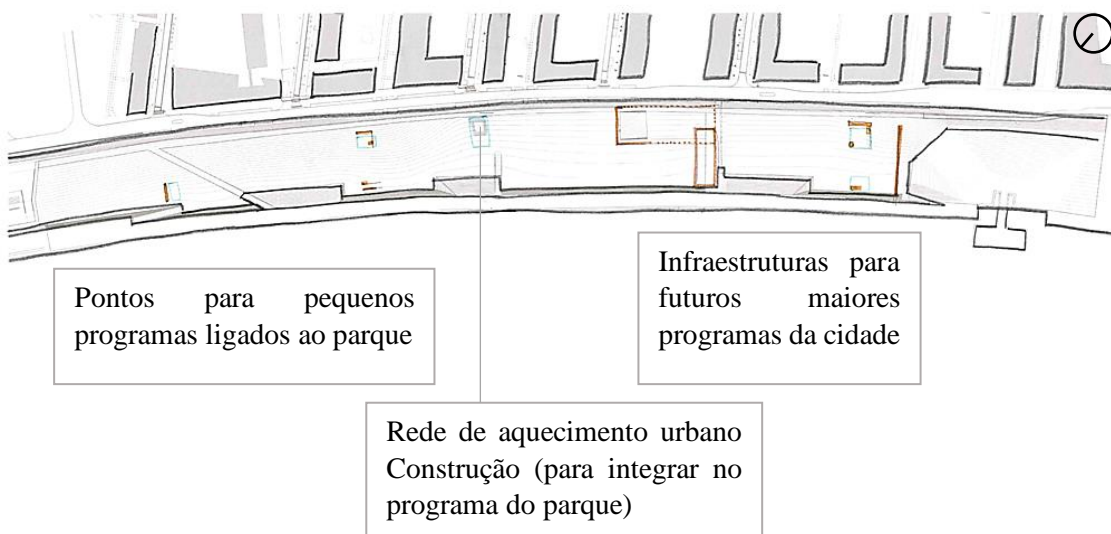 Pontos para pequenos
programas ligados ao parque
Infraestruturas para
futuros maiores
programas da cidade
Rede de aquecimento urbano
Construção (para integrar no
programa do parque)